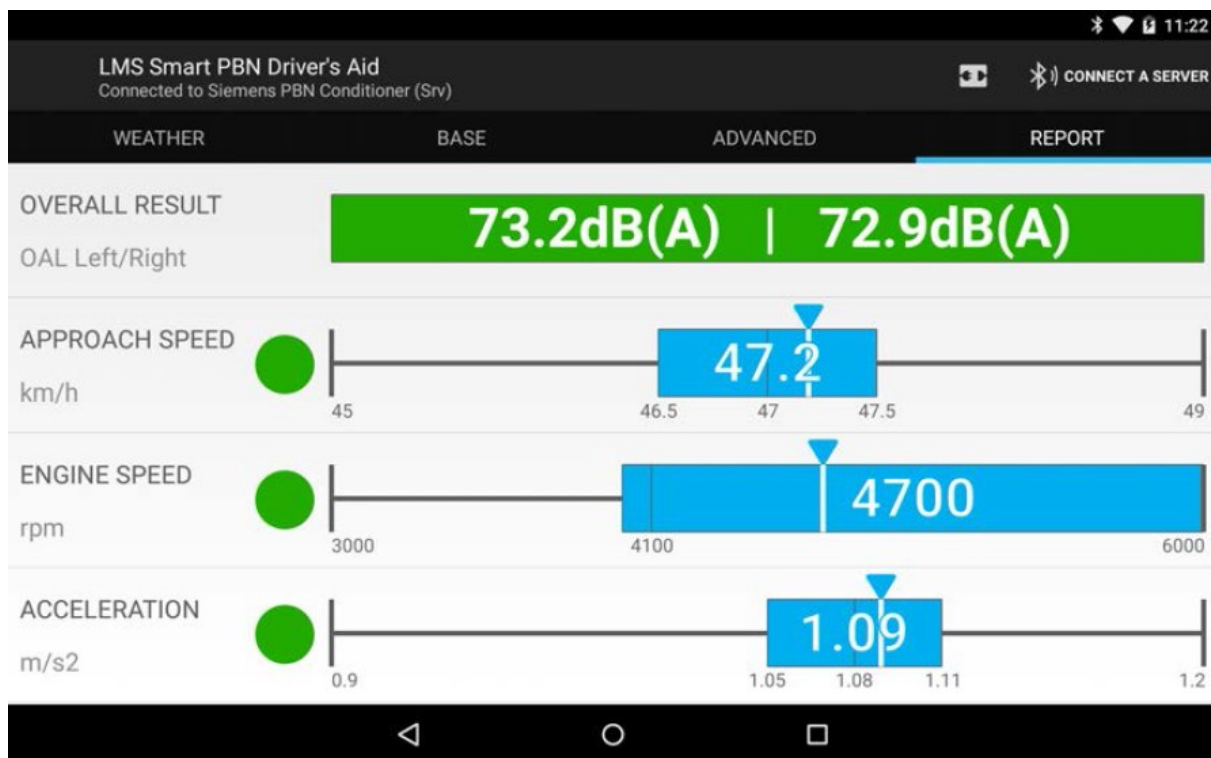 11:22
LMS Smart PBN Driver's Aid
Connected to Siemens PBN Conditioner (Srv)
CONNECT A SERVER
WEATHER BASE ADVANCED REPORT
OVERALL RESULT
OAL Left/Right
73.2dB(A) | 72.9dB(A)
APPROACH SPEED
km/h
47.2
45 46.5 47 47.5 49
ENGINE SPEED
rpm
4700
3000 4100 6000
ACCELERATION
m/s2
1.09
0.9 1.05 1.08 1.11 1.2